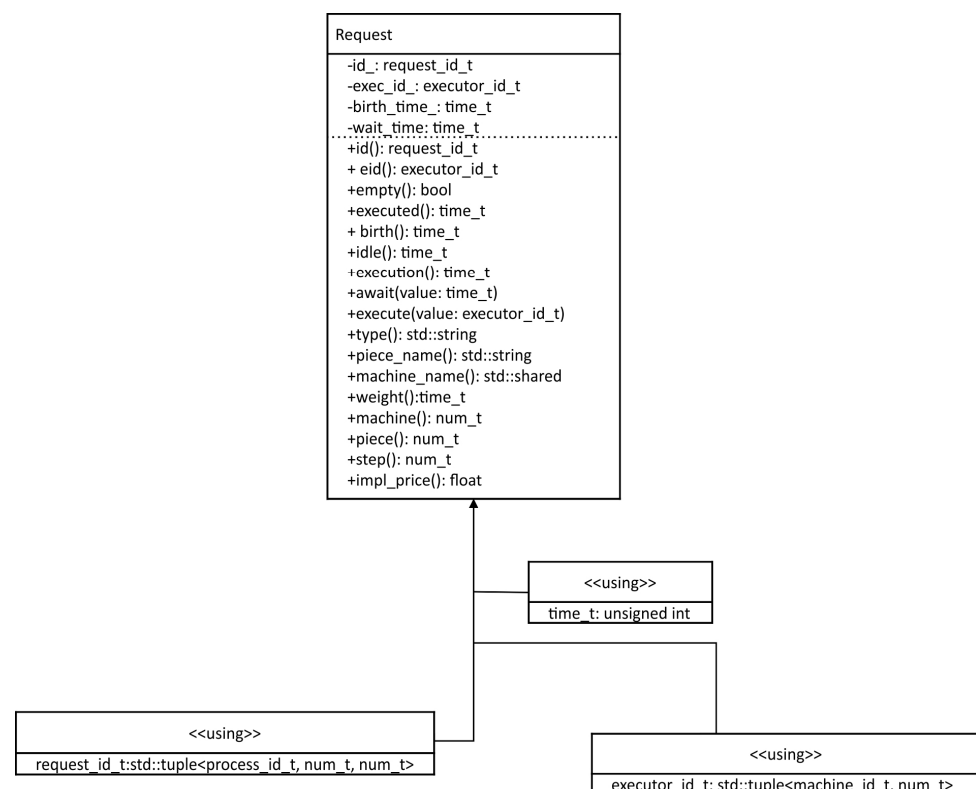 Request
-id_: request_id_t
-exec_id_: executor_id_t
-birth_time_: time_t
-wait_time: time_t
+id(): request_id_t
+ eid(): executor_id_t
+empty(): bool
+executed(): time_t
+ birth(): time_t
+idle(): time_t
+execution(): time_t
+await(value: time_t)
+execute(value: executor_id_t)
+type(): std::string
+piece_name(): std::string
+machine_name(): std::shared
+weight():time_t
+machine(): num_t
+piece(): num_t
+step(): num_t
+impl_price(): float
<<using>>
time_t: unsigned int
<<using>>
request_id_t:std::tuple<process_id_t, num_t, num_t>
<<using>>
executor_id_t: std::tuple<machine_id_t, num_t>